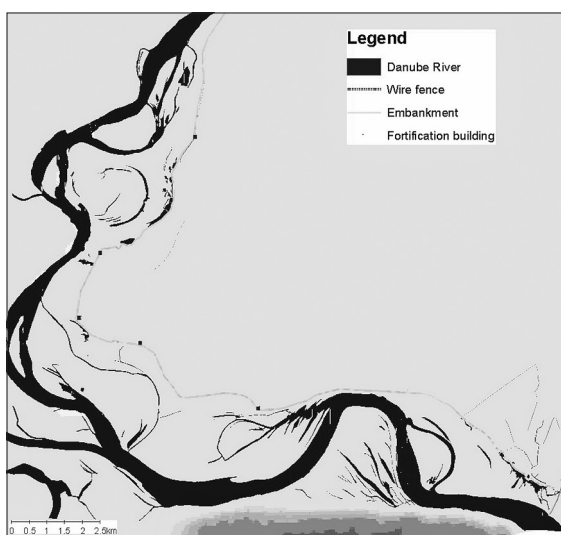 Legend
Danube River
Wire fence
Embankment
Fortification building
0 0.5 1 1.5 2 2.5km